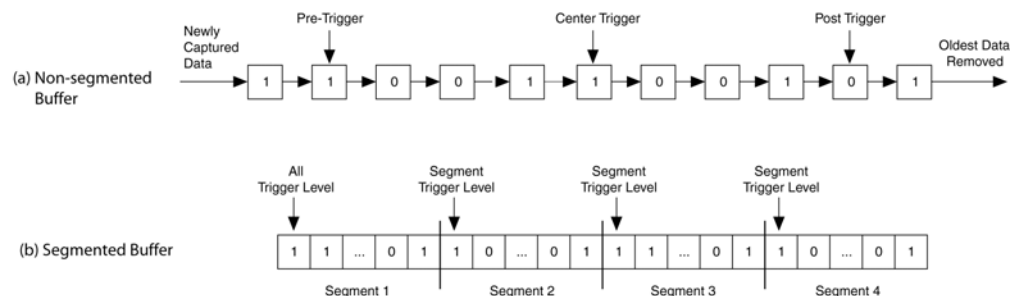 Pre-Trigger
Center Trigger
Post Trigger
Newly
Captured
Data
Oldest Data
Removed
(a) Non-segmented
Buffer
1 1 0 0 1 1 0 0 1 0 1
All
Trigger Level
Segment
Trigger Level
Segment
Trigger Level
Segment
Trigger Level
(b) Segmented Buffer
1 1 ... 0 1 1 0 ... 0 1 1 1 ... 0 1 1 0 ... 0 1
Segment 1
Segment 2
Segment 3
Segment 4